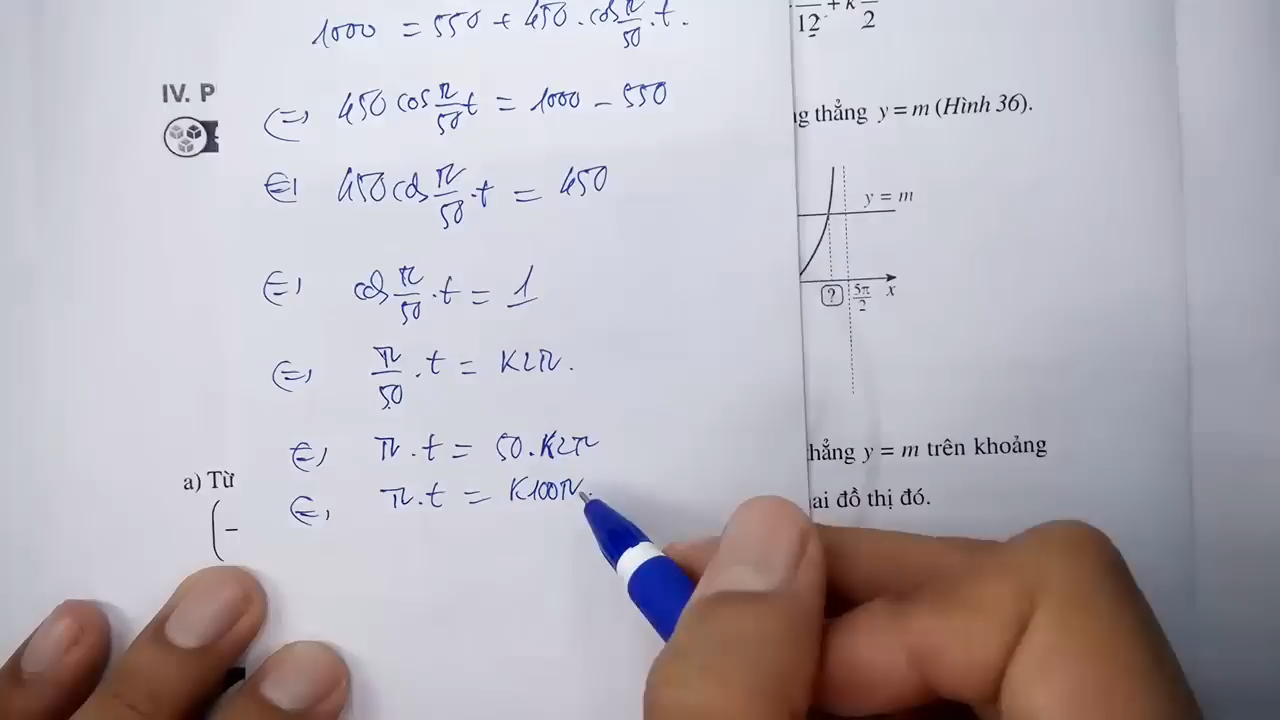 1000 = 550 + 450 . cos π/50 . t.
(=) 450 cos π/50 t = 1000 - 550
(=) 450 cos π/50 . t = 450
(=) cos π/50 . t = 1
(=) π/50 . t = K2π.
(=) π . t = 50 . K2π
(=) π . t = K100π.
IV. P
a) Từ
(-
12 + k 2
g thẳng y = m (Hình 36).
y = m
? 5π/2 x
hẳng y = m trên khoảng
ai đồ thị đó.